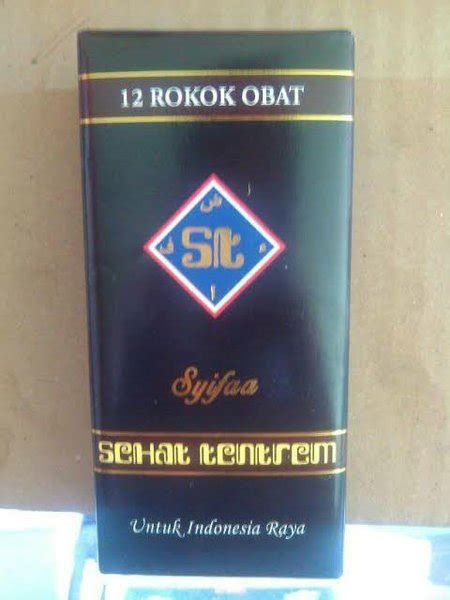 12 ROKOK OBAT
ش
ف St ء
ا
Syifaa
SEHAT TENTREM
Untuk Indonesia Raya